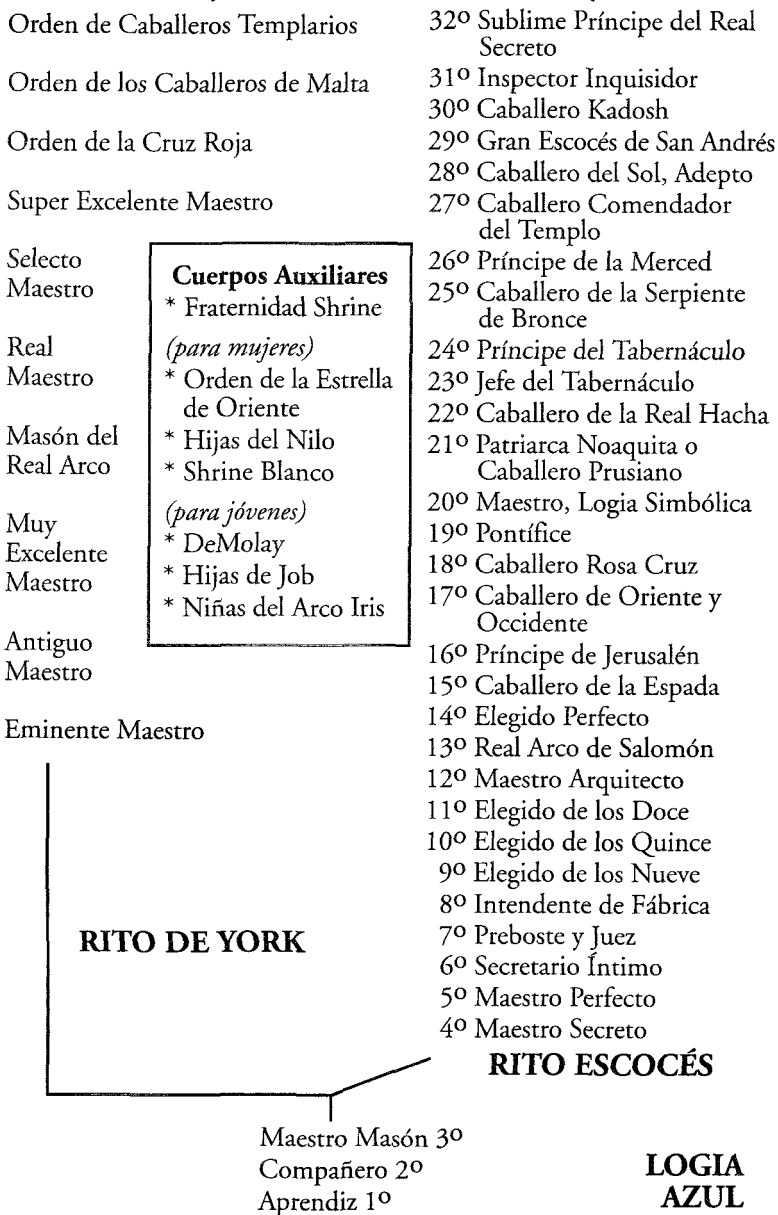 Orden de Caballeros Templarios
Orden de los Caballeros de Malta
Orden de la Cruz Roja
Super Excelente Maestro
Selecto
Maestro
Real
Maestro
Masón del
Real Arco
Muy
Excelente
Maestro
Antiguo
Maestro
Eminente Maestro
Cuerpos Auxiliares
* Fraternidad Shrine
(para mujeres)
* Orden de la Estrella
de Oriente
* Hijas del Nilo
* Shrine Blanco
(para jóvenes)
* DeMolay
* Hijas de Job
* Niñas del Arco Iris
32º Sublime Príncipe del Real
Secreto
31º Inspector Inquisidor
30º Caballero Kadosh
29º Gran Escocés de San Andrés
28º Caballero del Sol, Adepto
27º Caballero Comendador
del Templo
26º Príncipe de la Merced
25º Caballero de la Serpiente
de Bronce
24º Príncipe del Tabernáculo
23º Jefe del Tabernáculo
22º Caballero de la Real Hacha
21º Patriarca Noaquita o
Caballero Prusiano
20º Maestro, Logia Simbólica
19º Pontífice
18º Caballero Rosa Cruz
17º Caballero de Oriente y
Occidente
16º Príncipe de Jerusalén
15º Caballero de la Espada
14º Elegido Perfecto
13º Real Arco de Salomón
12º Maestro Arquitecto
11º Elegido de los Doce
10º Elegido de los Quince
9º Elegido de los Nueve
8º Intendente de Fábrica
7º Preboste y Juez
6º Secretario Íntimo
5º Maestro Perfecto
4º Maestro Secreto
RITO DE YORK
RITO ESCOCÉS
Maestro Masón 3º
Compañero 2º
Aprendiz 1º
LOGIA
AZUL